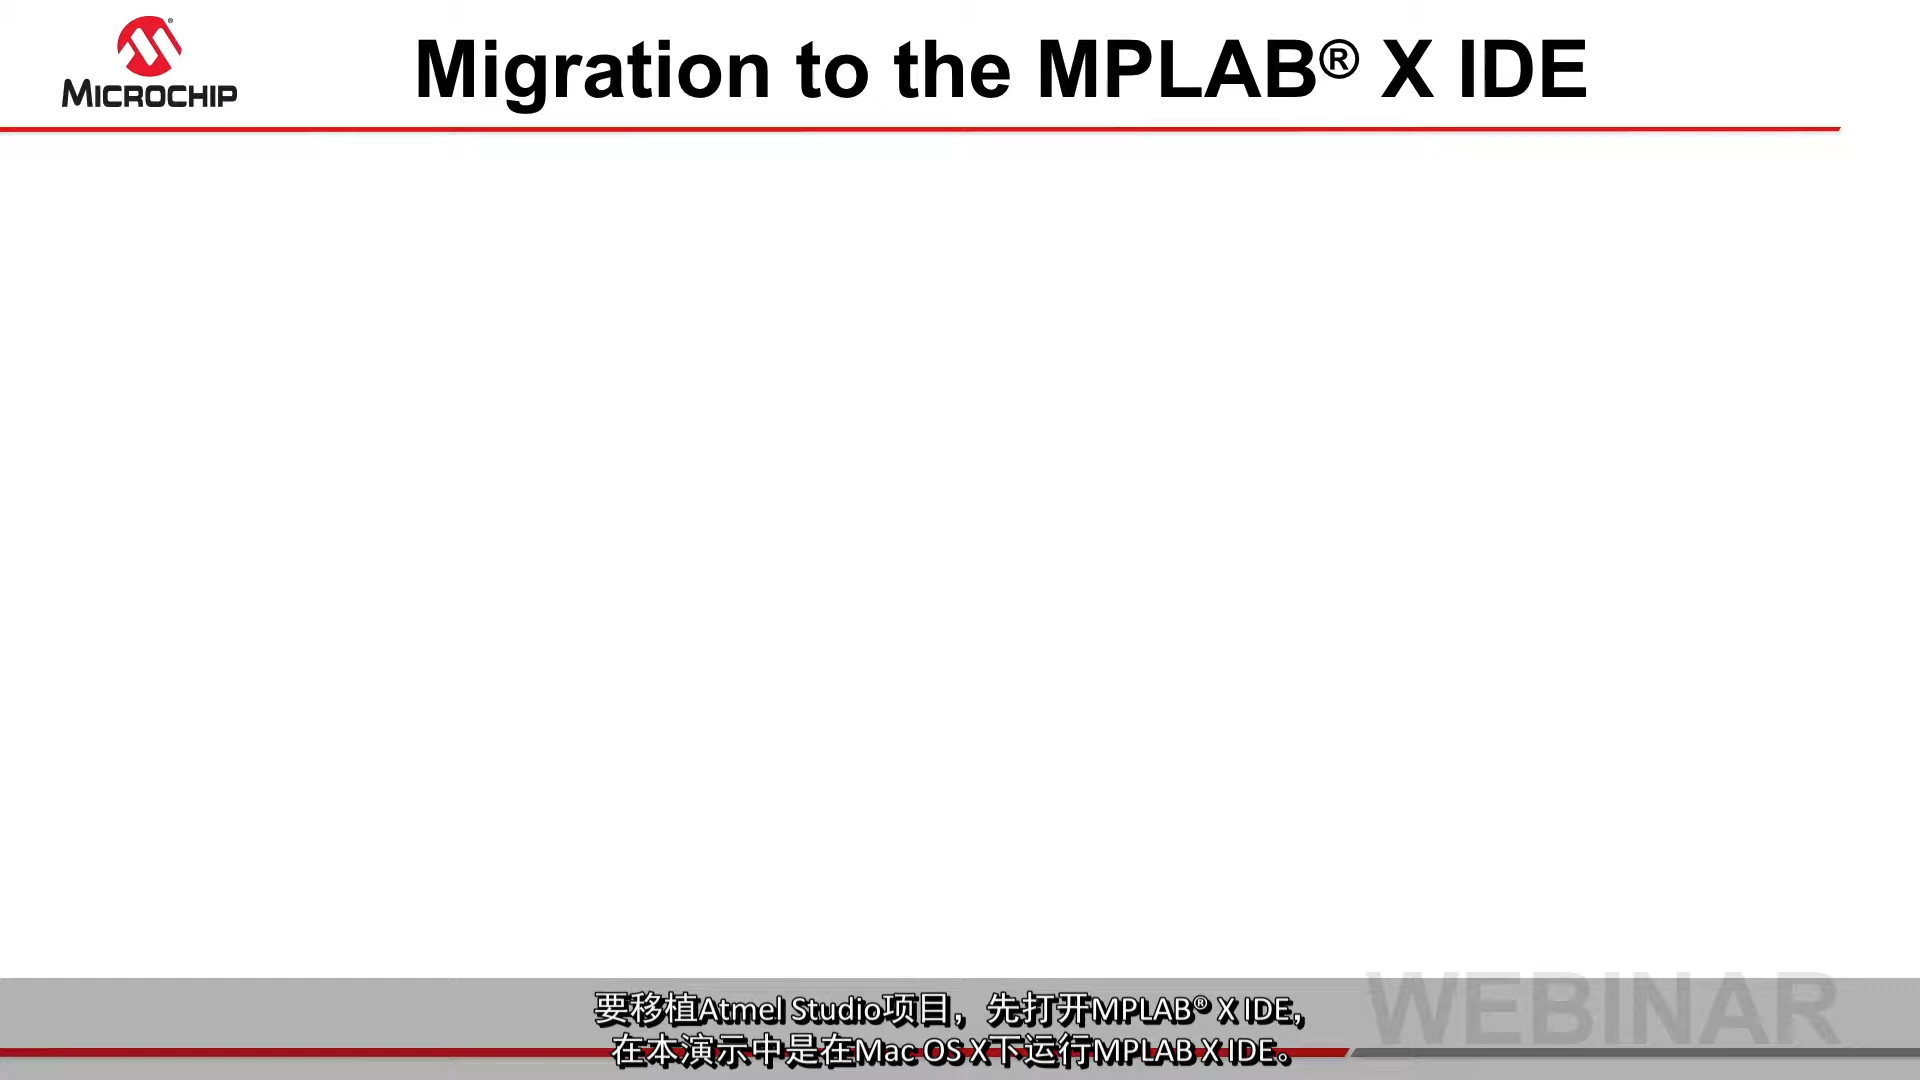 MICROCHIP
Migration to the MPLAB® X IDE
WEBINAR
要移植Atmel Studio项目，先打开MPLAB® X IDE,
在本演示中是在Mac OS X下运行MPLAB X IDE。